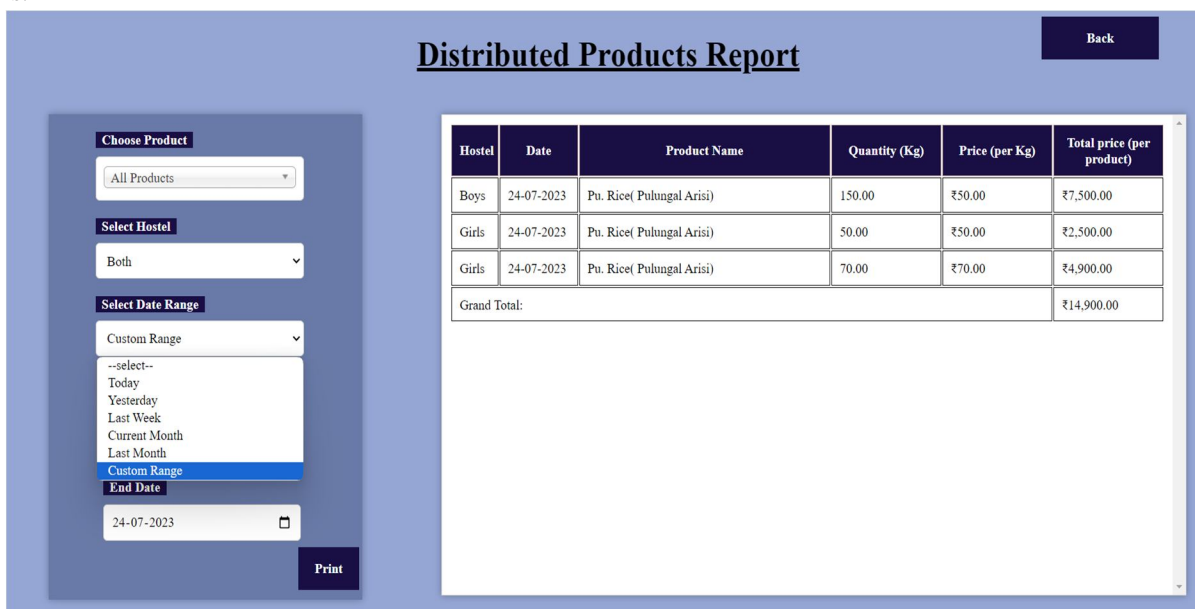 Back
Distributed Products Report
Choose Product
All Products
Select Hostel
Both
Select Date Range
Custom Range
--select--
Today
Yesterday
Last Week
Current Month
Last Month
Custom Range
End Date
24-07-2023
Print
Hostel Date Product Name Quantity (Kg) Price (per Kg) Total price (per product)
Boys 24-07-2023 Pu. Rice( Pulungal Arisi) 150.00 ₹50.00 ₹7,500.00
Girls 24-07-2023 Pu. Rice( Pulungal Arisi) 50.00 ₹50.00 ₹2,500.00
Girls 24-07-2023 Pu. Rice( Pulungal Arisi) 70.00 ₹70.00 ₹4,900.00
Grand Total: ₹14,900.00